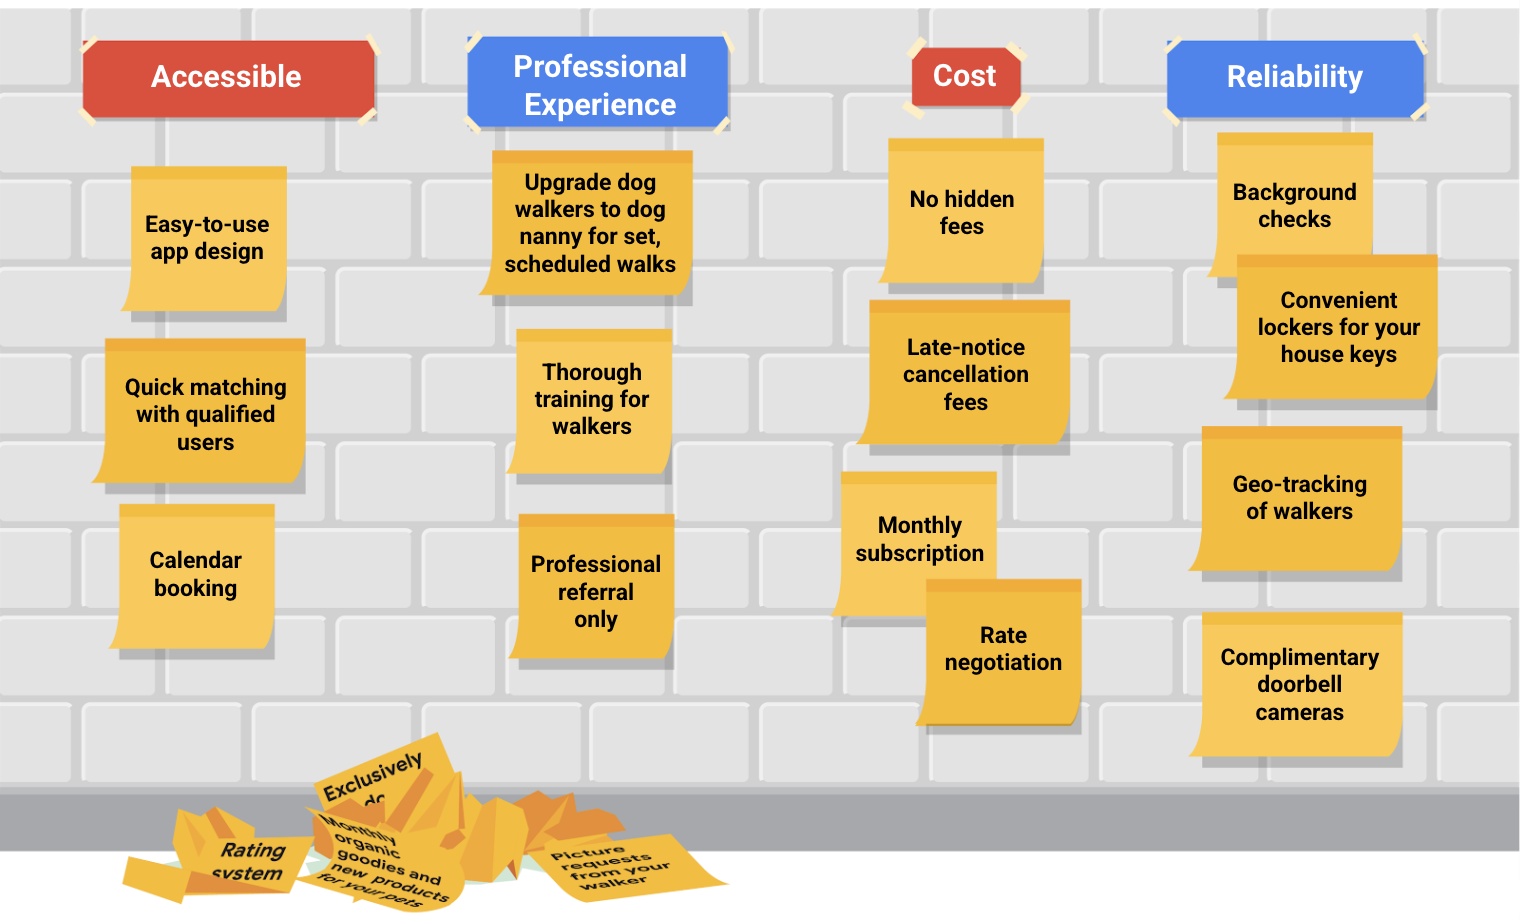 Accessible
Easy-to-use
app design
Quick matching
with qualified
users
Calendar
booking
Professional
Experience
Upgrade dog
walkers to dog
nanny for set,
scheduled walks
Thorough
training for
walkers
Professional
referral
only
Cost
No hidden
fees
Late-notice
cancellation
fees
Monthly
subscription
Rate
negotiation
Reliability
Background
checks
Convenient
lockers for your
house keys
Geo-tracking
of walkers
Complimentary
doorbell
cameras
Exclusively
Rating
system
Monthly
organic
goodies and
new products
for your pets
Picture
requests
from your
walker